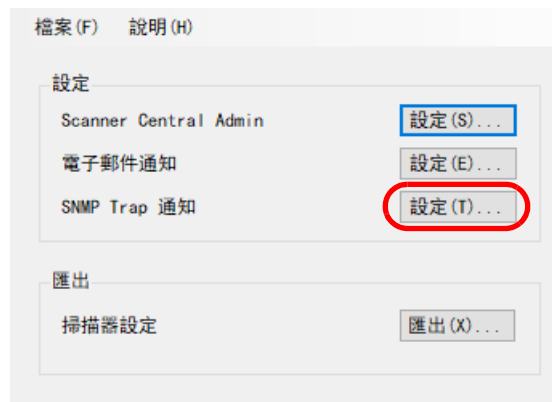 檔案(F) 說明(H)
設定
Scanner Central Admin 設定(S)...
電子郵件通知 設定(E)...
SNMP Trap 通知 設定(T)...
匯出
掃描器設定 匯出(X)...